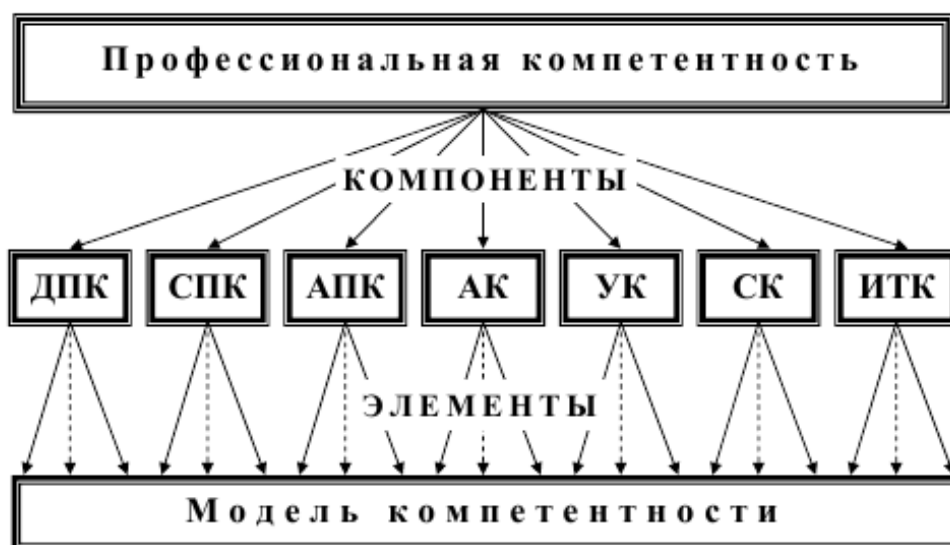 Профессиональная компетентность
КОМПОНЕНТЫ
ДПК СПК АПК АК УК СК ИТК
ЭЛЕМЕНТЫ
Модель компетентности